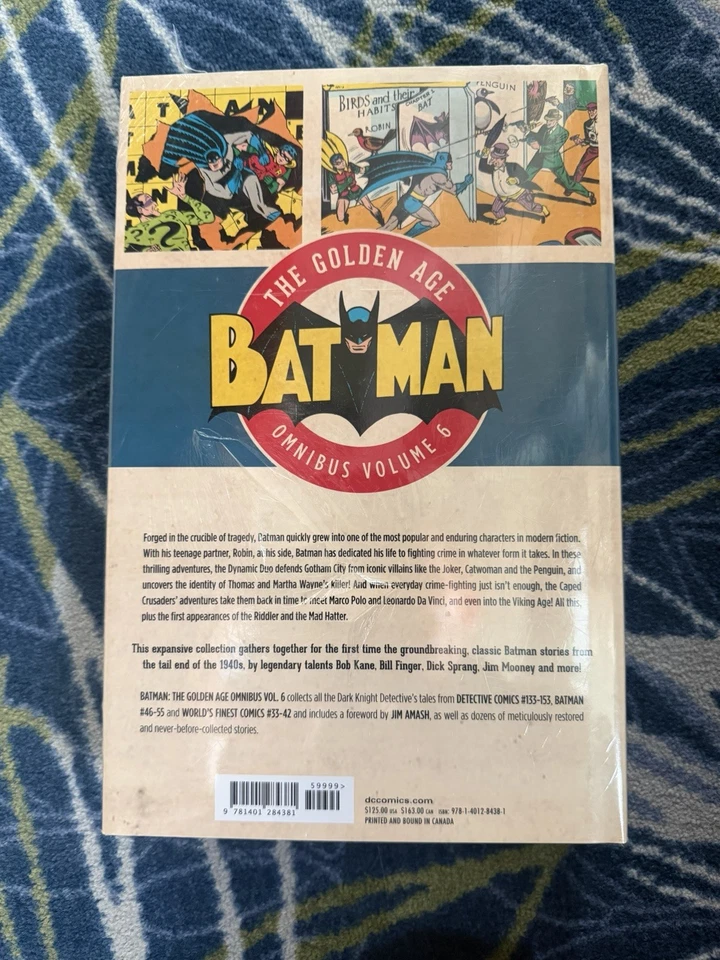 BATMAN
BIRDS and their
HABITS
CHAPTER 1
ROBIN
BAT
PENGUIN
THE GOLDEN AGE
BATMAN
OMNIBUS VOLUME 6
Forged in the crucible of tragedy, Batman quickly grew into one of the most popular and enduring characters in modern fiction.
With his teenage partner, Robin, at his side, Batman has dedicated his life to fighting crime in whatever form it takes. In these
thrilling adventures, the Dynamic Duo defends Gotham City from iconic villains like the Joker, Catwoman and the Penguin, and
uncovers the identity of Thomas and Martha Wayne's killer! And when everyday crime-fighting just isn't enough, the Caped
Crusaders' adventures take them back in time to meet Marco Polo and Leonardo Da Vinci, and even into the Viking Age! All this,
plus the first appearances of the Riddler and the Mad Hatter.
This expansive collection gathers together for the first time the groundbreaking, classic Batman stories from
the tail end of the 1940s, by legendary talents Bob Kane, Bill Finger, Dick Sprang, Jim Mooney and more!
BATMAN: THE GOLDEN AGE OMNIBUS VOL. 6 collects all the Dark Knight Detective's tales from DETECTIVE COMICS #133-153, BATMAN
#46-55 and WORLD'S FINEST COMICS #33-42 and includes a foreword by JIM AMASH, as well as dozens of meticulously restored
and never-before-collected stories.
59999>
9 781401 284381
dccomics.com
$125.00 USA $163.00 CAN ISBN: 978-1-4012-8438-1
PRINTED AND BOUND IN CANADA